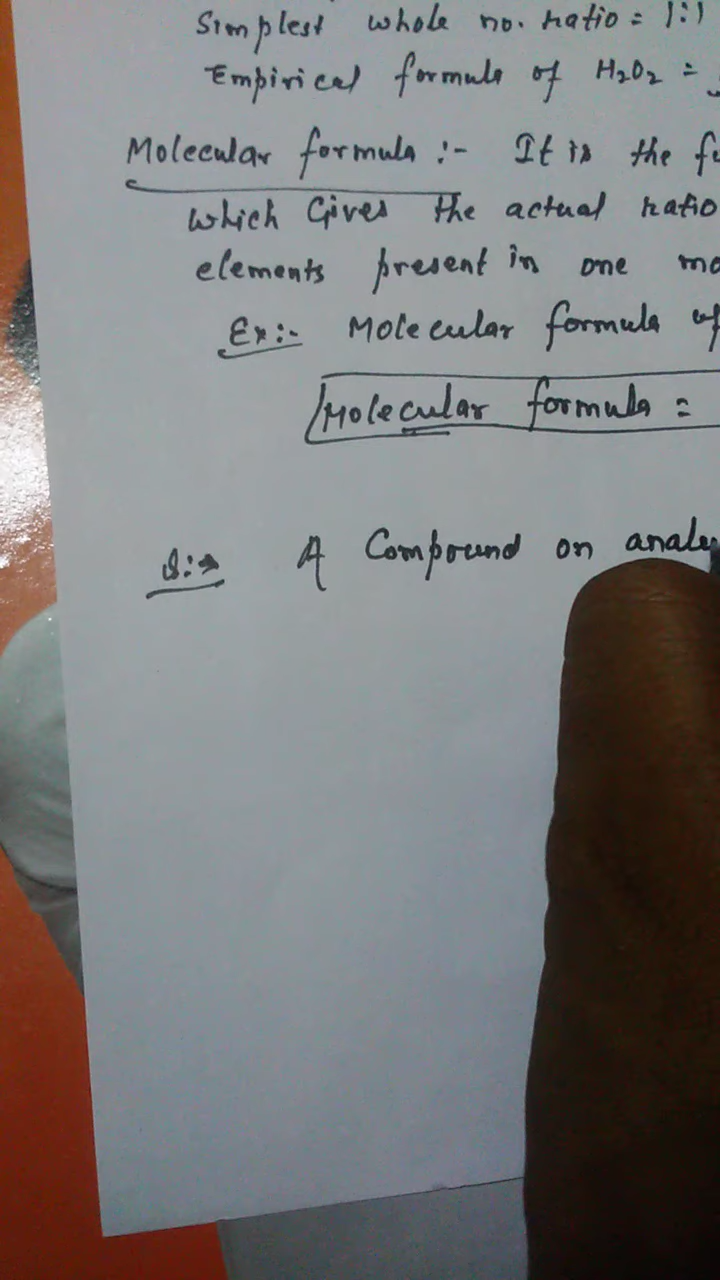 Simplest whole no. ratio = 1:1
Empirical formula of H₂O₂ =
Molecular formula :- It is the
which Gives the actual ratio
elements present in one
Ex:- Molecular formula of
Molecular formula =
Q:→ A Compound on